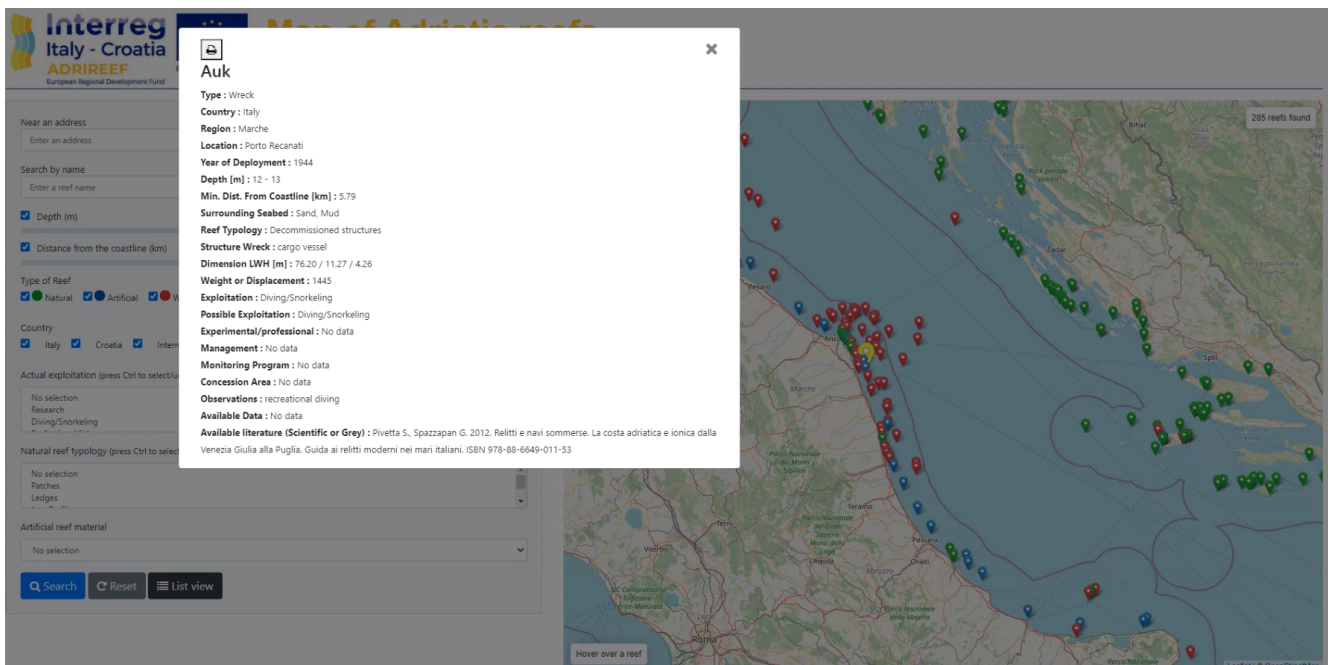 Interreg
Italy - Croatia
ADRIREEF
European Regional Development Fund
Map of Adriatic reefs
Near an address
Enter an address
Search by name
Enter a reef name
Depth (m)
Distance from the coastline (km)
Type of Reef
Natural Artificial
Country
Italy Croatia
Actual exploitation (press Ctrl to
No selection
Research
Diving/Snorkeling
Natural reef typology (press Ctrl to
No selection
Patches
Ledges
Artificial reef material
No selection
Search Reset List view
Auk
Type : Wreck
Country : Italy
Region : Marche
Location : Porto Recanati
Year of Deployment : 1944
Depth [m] : 12 - 13
Min. Dist. From Coastline [km] : 5.79
Surrounding Seabed : Sand, Mud
Reef Typology : Decommissioned structures
Structure Wreck : cargo vessel
Dimension LWH [m] : 76.20 / 11.27 / 4.26
Weight or Displacement : 1445
Exploitation : Diving/Snorkeling
Possible Exploitation : Diving/Snorkeling
Experimental/professional : No data
Management : No data
Monitoring Program : No data
Concession Area : No data
Observations : recreational diving
Available Data : No data
Available literature (Scientific or Grey) : Pivetta S., Spazzapan G. 2012. Relitti e navi sommerse. La costa adriatica e ionica dalla
Venezia Giulia alla Puglia. Guida ai relitti moderni nei mari italiani. ISBN 978-88-6649-011-53
285 reefs found
Bihać
Zadar
Pesaro
Split
Marche
Teramo
Terni
Pescara
Viterbo
L'Aquila
Chieti
Abruzzo
Roma
Hover over a reef